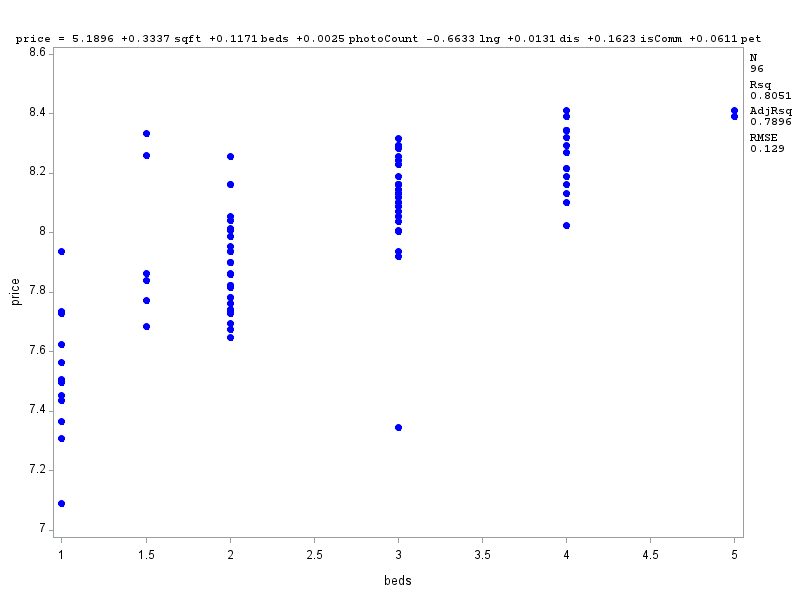 price = 5.1896 +0.3337 sqft +0.1171 beds +0.0025 photoCount -0.6633 lng +0.0131 dis +0.1623 isComm +0.0611 pet
N
96
Rsq
0.8051
AdjRsq
0.7896
RMSE
0.129
8.6
8.4
8.2
8
7.8
7.6
7.4
7.2
7
price
1 1.5 2 2.5 3 3.5 4 4.5 5
beds